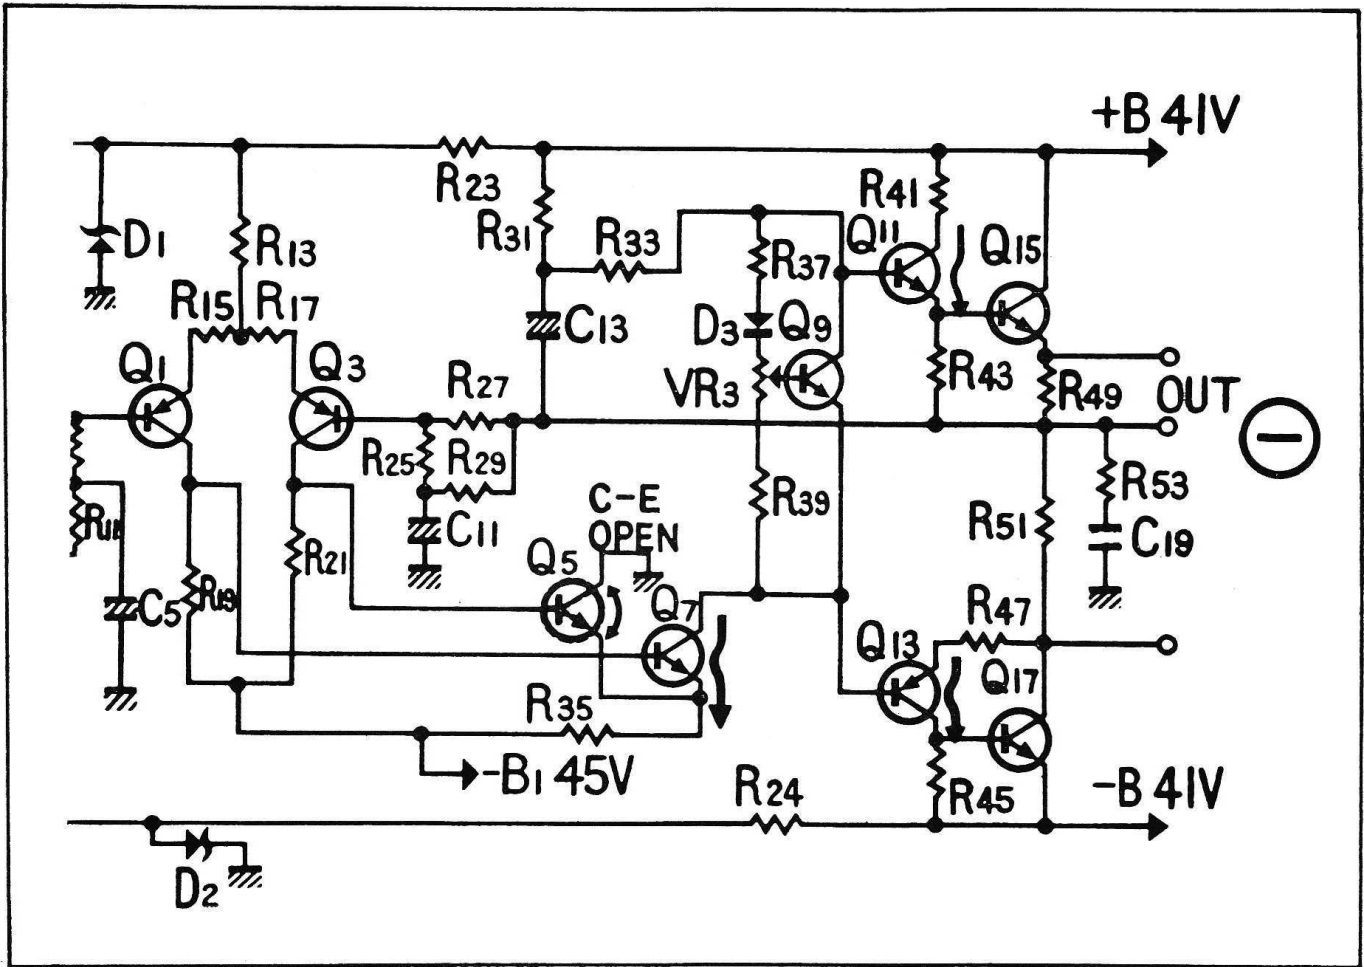 +B 41V
R23
R41
R31
R33
Q11
Q15
D1
R13
R37
R15
R17
C13
D3
Q9
Q1
Q3
R27
VR3
R43
R49
OUT
R25
R29
R53
C-E
OPEN
R39
R11
C11
R51
C19
R21
Q5
C5
R19
Q7
R47
Q13
Q17
R35
-B1 45V
R24
R45
-B 41V
D2